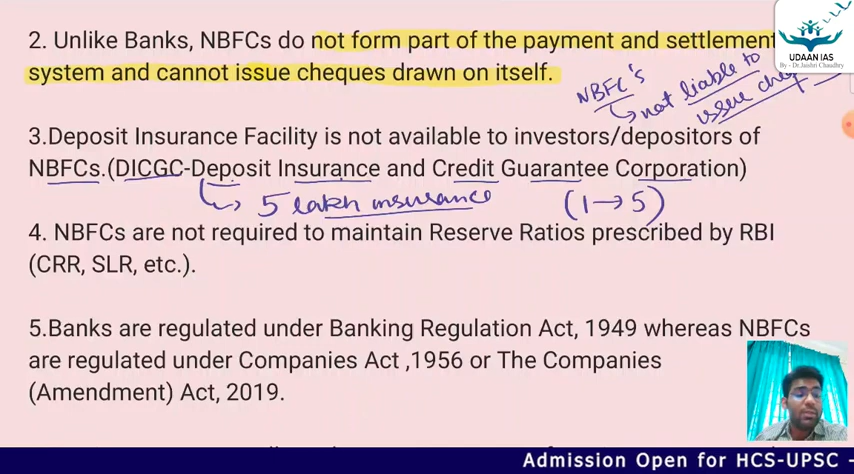 2. Unlike Banks, NBFCs do not form part of the payment and settlement
system and cannot issue cheques drawn on itself.
UDAAN IAS
By - Dr.Jaishri Chaudhry
NBFC's
not liable to
issue
3.Deposit Insurance Facility is not available to investors/depositors of
NBFCs.(DICGC-Deposit Insurance and Credit Guarantee Corporation)
5 lakh insurance (1→5)
4. NBFCs are not required to maintain Reserve Ratios prescribed by RBI
(CRR, SLR, etc.).
5.Banks are regulated under Banking Regulation Act, 1949 whereas NBFCs
are regulated under Companies Act ,1956 or The Companies
(Amendment) Act, 2019.
Admission Open for HCS-UPSC -